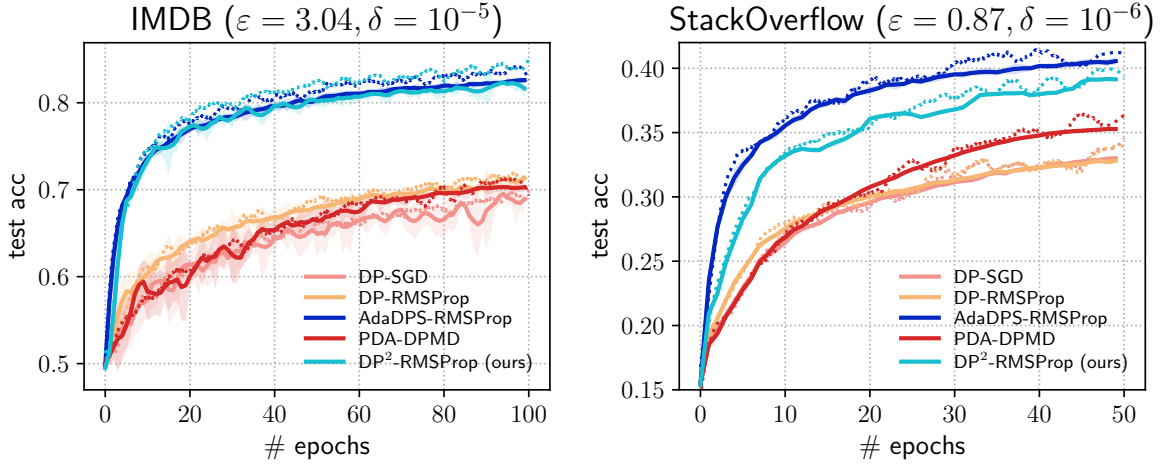 IMDB (ε = 3.04, δ = 10⁻⁵)
test acc
0.8
0.7
0.6
0.5
DP-SGD
DP-RMSProp
AdaDPS-RMSProp
PDA-DPMD
DP²-RMSProp (ours)
0 20 40 60 80 100
# epochs
StackOverflow (ε = 0.87, δ = 10⁻⁶)
test acc
0.40
0.35
0.30
0.25
0.20
0.15
DP-SGD
DP-RMSProp
AdaDPS-RMSProp
PDA-DPMD
DP²-RMSProp (ours)
0 10 20 30 40 50
# epochs